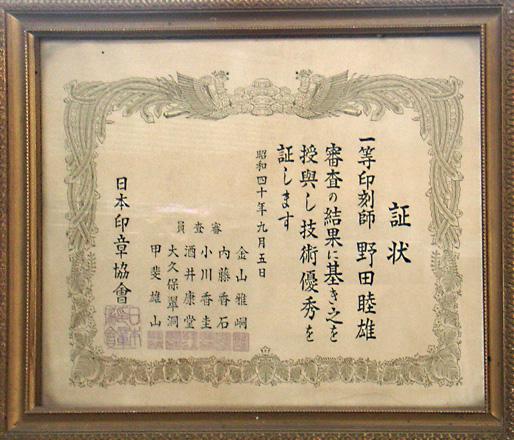 証状
一等印刻師 野田睦雄
審査の結果に基き之を
授與し技術優秀を
証します
昭和四十年九月五日
審査員
金山雅峒
内藤香石
小川香圭
酒井康堂
大久保翠洞
甲斐雄山
日本印章協會